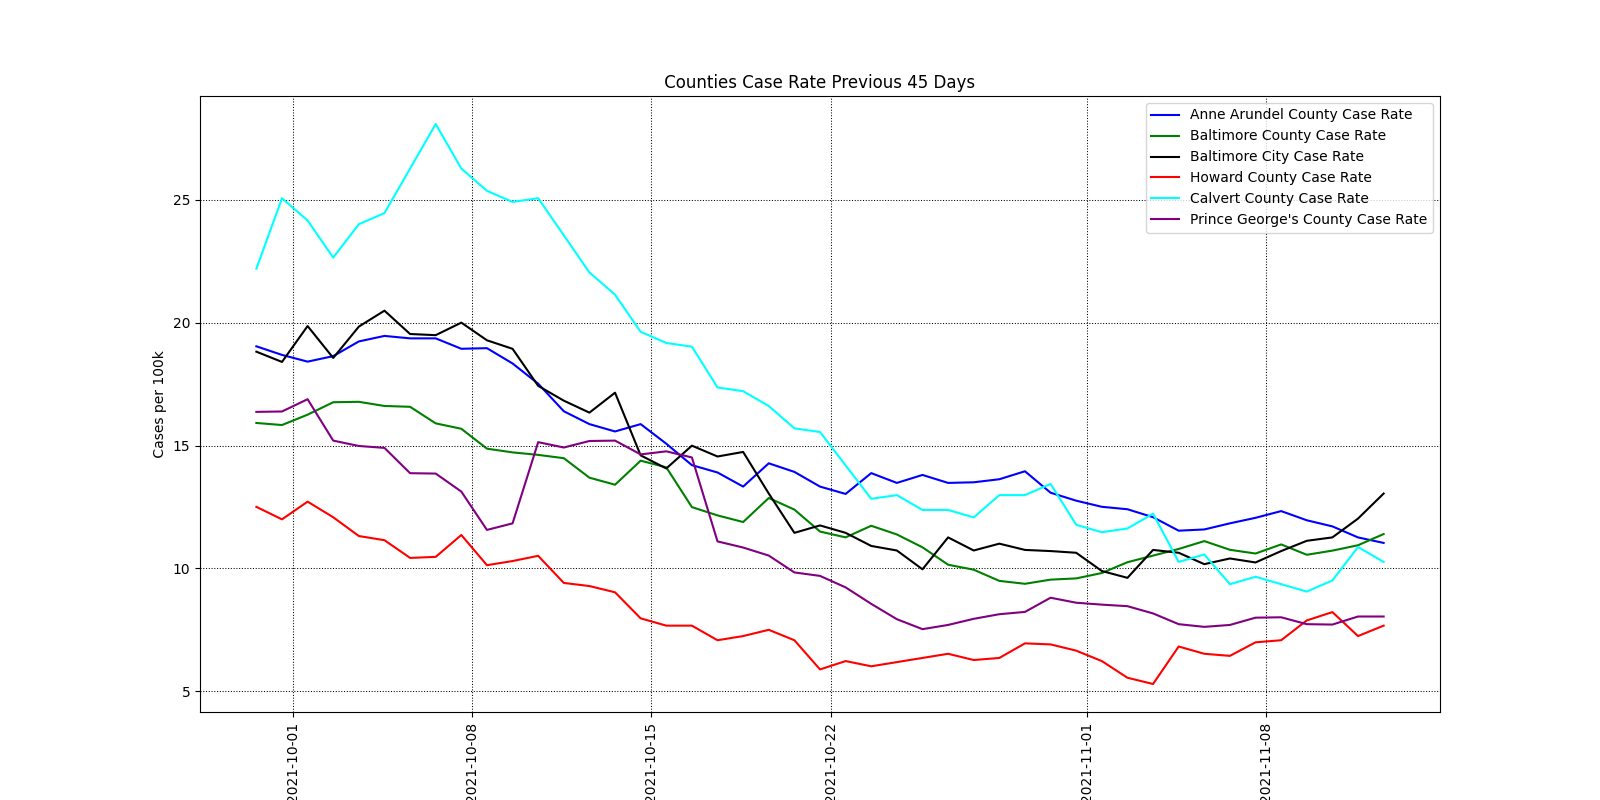 Counties Case Rate Previous 45 Days
Anne Arundel County Case Rate
Baltimore County Case Rate
Baltimore City Case Rate
Howard County Case Rate
Calvert County Case Rate
Prince George's County Case Rate
Cases per 100k
25
20
15
10
5
2021-10-01
2021-10-08
2021-10-15
2021-10-22
2021-11-01
2021-11-08